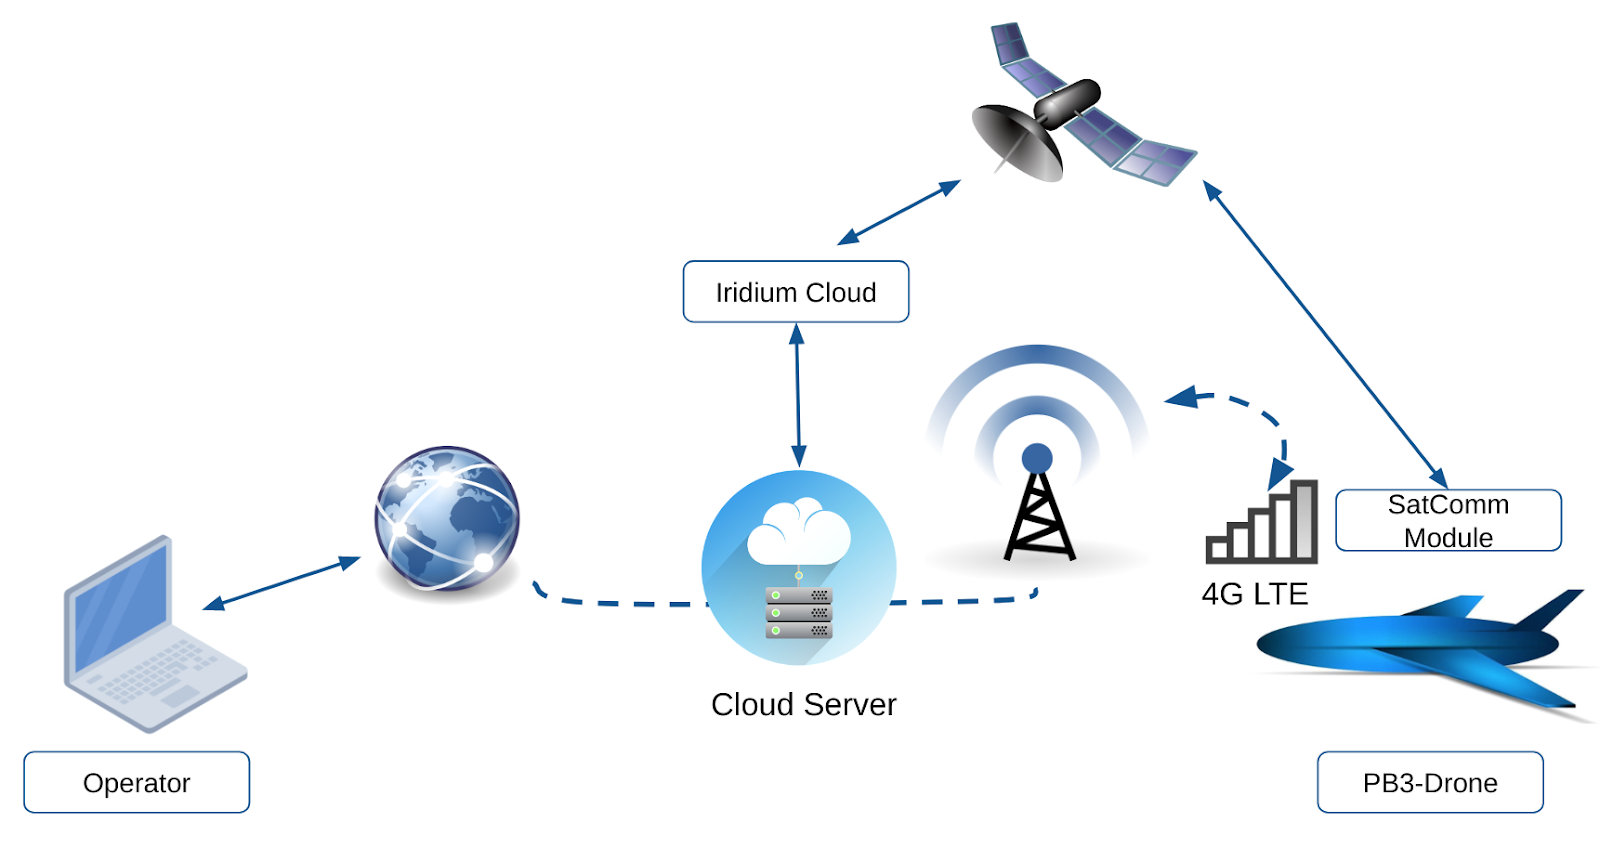 Iridium Cloud
SatComm
Module
4G LTE
Cloud Server
Operator
PB3-Drone